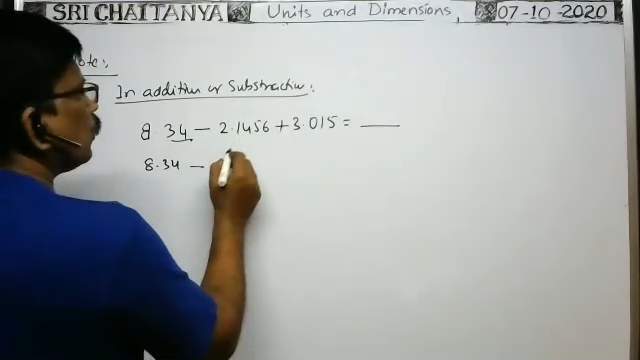 SRI CHAITANYA Units and Dimensions, 07-10-2020
Note:
In addition or Substraction:
8.34 — 2.1456 + 3.015 = ____
8.34 —